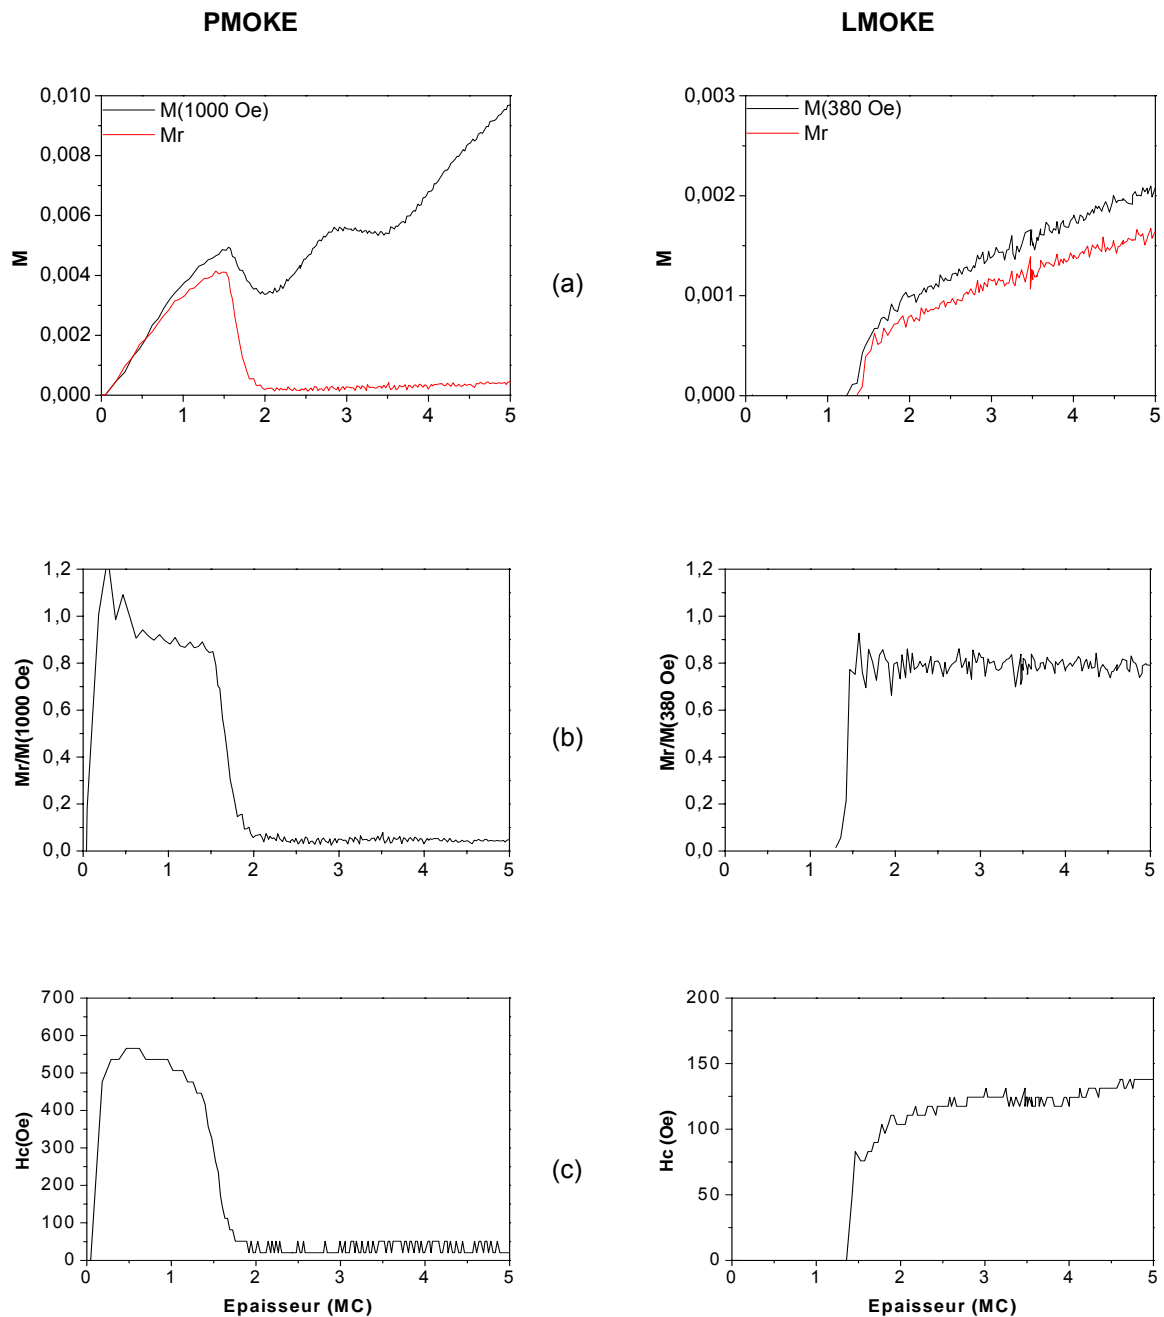 PMOKE
LMOKE
0,010
0,008
0,006
0,004
0,002
0,000
M
M(1000 Oe)
Mr
0 1 2 3 4 5
(a)
0,003
0,002
0,001
0,000
M
M(380 Oe)
Mr
0 1 2 3 4 5
1,2
1,0
0,8
0,6
0,4
0,2
0,0
Mr/M(1000 Oe)
0 1 2 3 4 5
(b)
1,2
1,0
0,8
0,6
0,4
0,2
0,0
Mr/M(380 Oe)
0 1 2 3 4 5
700
600
500
400
300
200
100
0
Hc(Oe)
0 1 2 3 4 5
Epaisseur (MC)
(c)
200
150
100
50
0
Hc (Oe)
0 1 2 3 4 5
Epaisseur (MC)